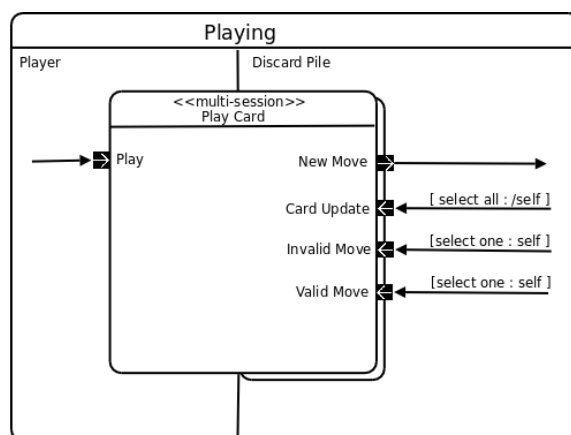 Playing
Player
Discard Pile
<<multi-session>>
Play Card
Play
New Move
Card Update
[ select all : /self ]
Invalid Move
[select one : self ]
Valid Move
[select one : self ]